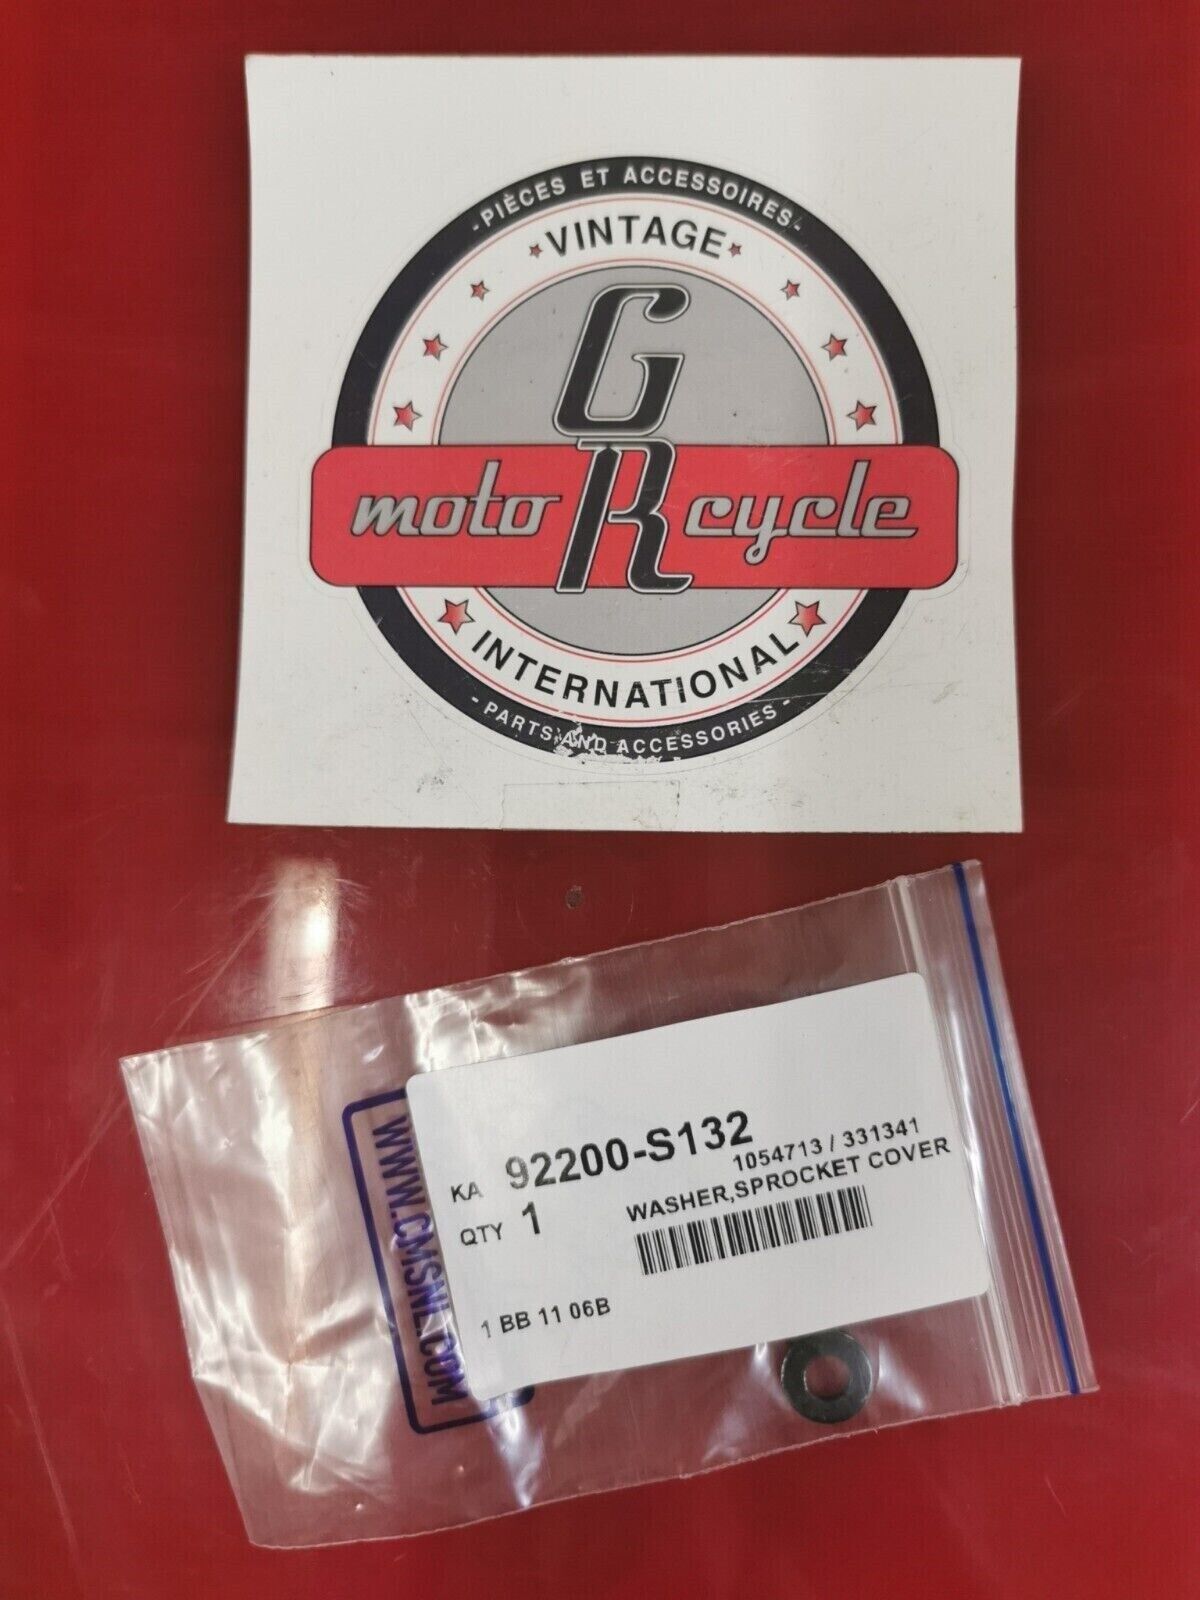 - PIÈCES ET ACCESSOIRES -
VINTAGE
GR
moto cycle
INTERNATIONAL
- PARTS AND ACCESSORIES -
KA 92200-S132
1054713 / 331341
QTY 1
WASHER,SPROCKET COVER
1 BB 11 06B
WWW.CMSNL.COM